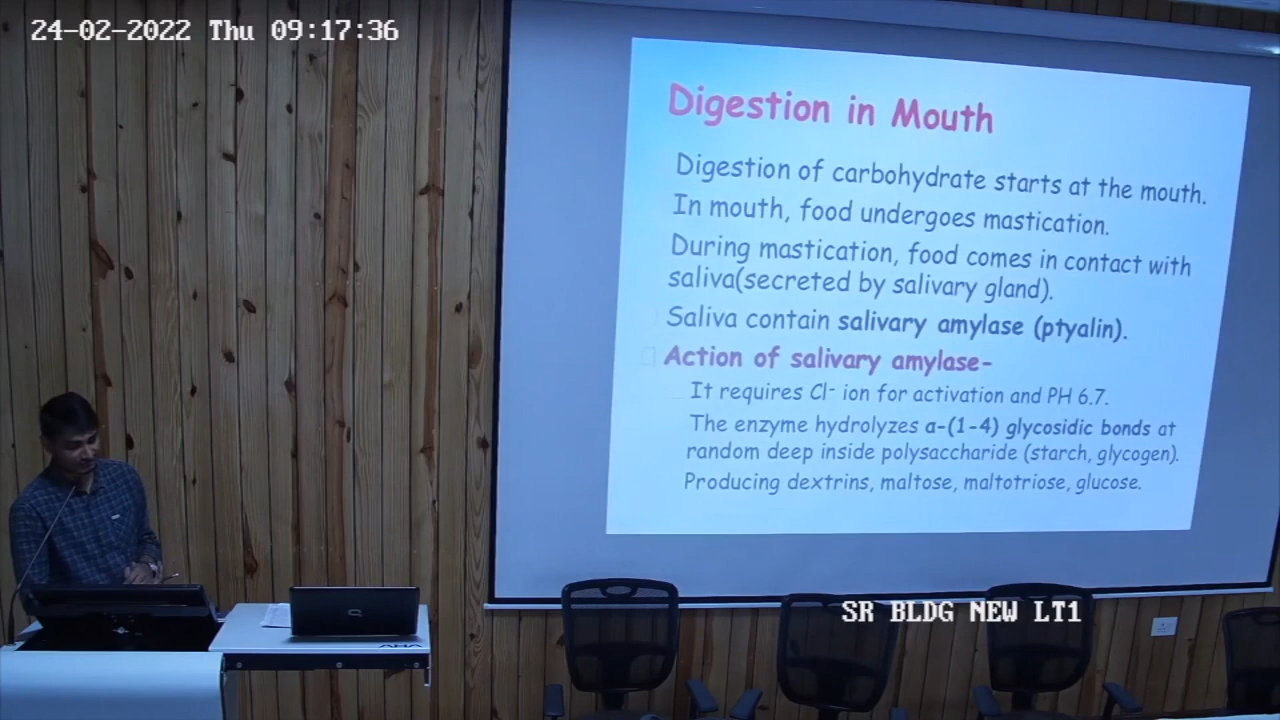 24-02-2022 Thu 09:17:36
Digestion in Mouth
Digestion of carbohydrate starts at the mouth.
In mouth, food undergoes mastication.
During mastication, food comes in contact with
saliva(secreted by salivary gland).
Saliva contain salivary amylase (ptyalin).
Action of salivary amylase-
It requires Cl⁻ ion for activation and PH 6.7.
The enzyme hydrolyzes α-(1-4) glycosidic bonds at
random deep inside polysaccharide (starch, glycogen).
Producing dextrins, maltose, maltotriose, glucose.
SR BLDG NEW LT1
AHA